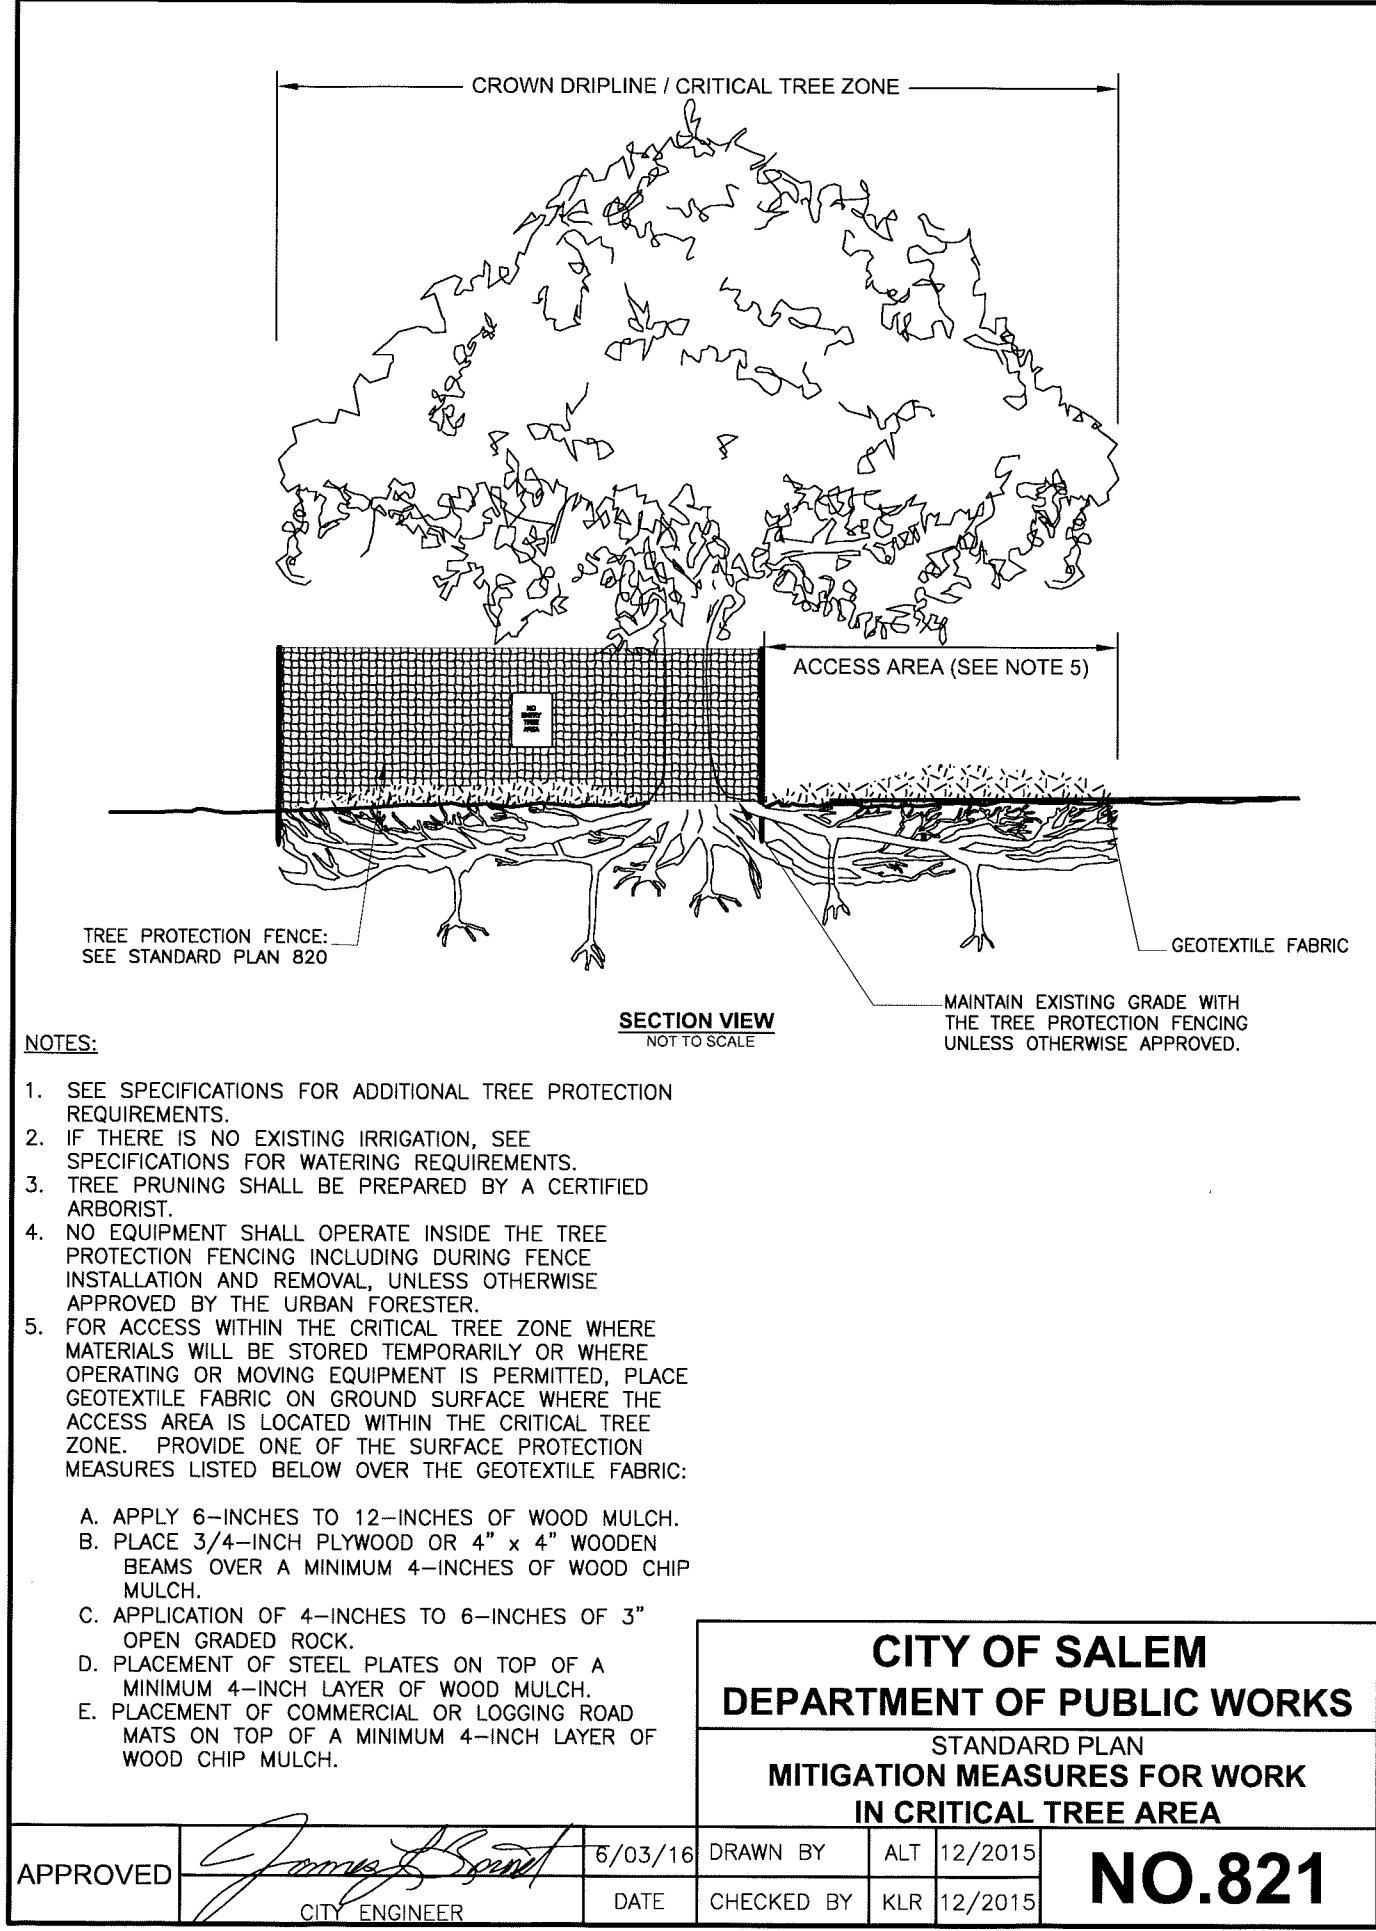 CROWN DRIPLINE / CRITICAL TREE ZONE
ACCESS AREA (SEE NOTE 5)
NO
ENTRY
TREE
AREA
TREE PROTECTION FENCE:
SEE STANDARD PLAN 820
GEOTEXTILE FABRIC
MAINTAIN EXISTING GRADE WITH
THE TREE PROTECTION FENCING
UNLESS OTHERWISE APPROVED.
SECTION VIEW
NOT TO SCALE
NOTES:
1. SEE SPECIFICATIONS FOR ADDITIONAL TREE PROTECTION
REQUIREMENTS.
2. IF THERE IS NO EXISTING IRRIGATION, SEE
SPECIFICATIONS FOR WATERING REQUIREMENTS.
3. TREE PRUNING SHALL BE PREPARED BY A CERTIFIED
ARBORIST.
4. NO EQUIPMENT SHALL OPERATE INSIDE THE TREE
PROTECTION FENCING INCLUDING DURING FENCE
INSTALLATION AND REMOVAL, UNLESS OTHERWISE
APPROVED BY THE URBAN FORESTER.
5. FOR ACCESS WITHIN THE CRITICAL TREE ZONE WHERE
MATERIALS WILL BE STORED TEMPORARILY OR WHERE
OPERATING OR MOVING EQUIPMENT IS PERMITTED, PLACE
GEOTEXTILE FABRIC ON GROUND SURFACE WHERE THE
ACCESS AREA IS LOCATED WITHIN THE CRITICAL TREE
ZONE. PROVIDE ONE OF THE SURFACE PROTECTION
MEASURES LISTED BELOW OVER THE GEOTEXTILE FABRIC:
A. APPLY 6-INCHES TO 12-INCHES OF WOOD MULCH.
B. PLACE 3/4-INCH PLYWOOD OR 4" x 4" WOODEN
BEAMS OVER A MINIMUM 4-INCHES OF WOOD CHIP
MULCH.
C. APPLICATION OF 4-INCHES TO 6-INCHES OF 3"
OPEN GRADED ROCK.
D. PLACEMENT OF STEEL PLATES ON TOP OF A
MINIMUM 4-INCH LAYER OF WOOD MULCH.
E. PLACEMENT OF COMMERCIAL OR LOGGING ROAD
MATS ON TOP OF A MINIMUM 4-INCH LAYER OF
WOOD CHIP MULCH.
CITY OF SALEM
DEPARTMENT OF PUBLIC WORKS
STANDARD PLAN
MITIGATION MEASURES FOR WORK
IN CRITICAL TREE AREA
APPROVED
CITY ENGINEER
6/03/16
DATE
DRAWN BY ALT 12/2015
CHECKED BY KLR 12/2015
NO.821